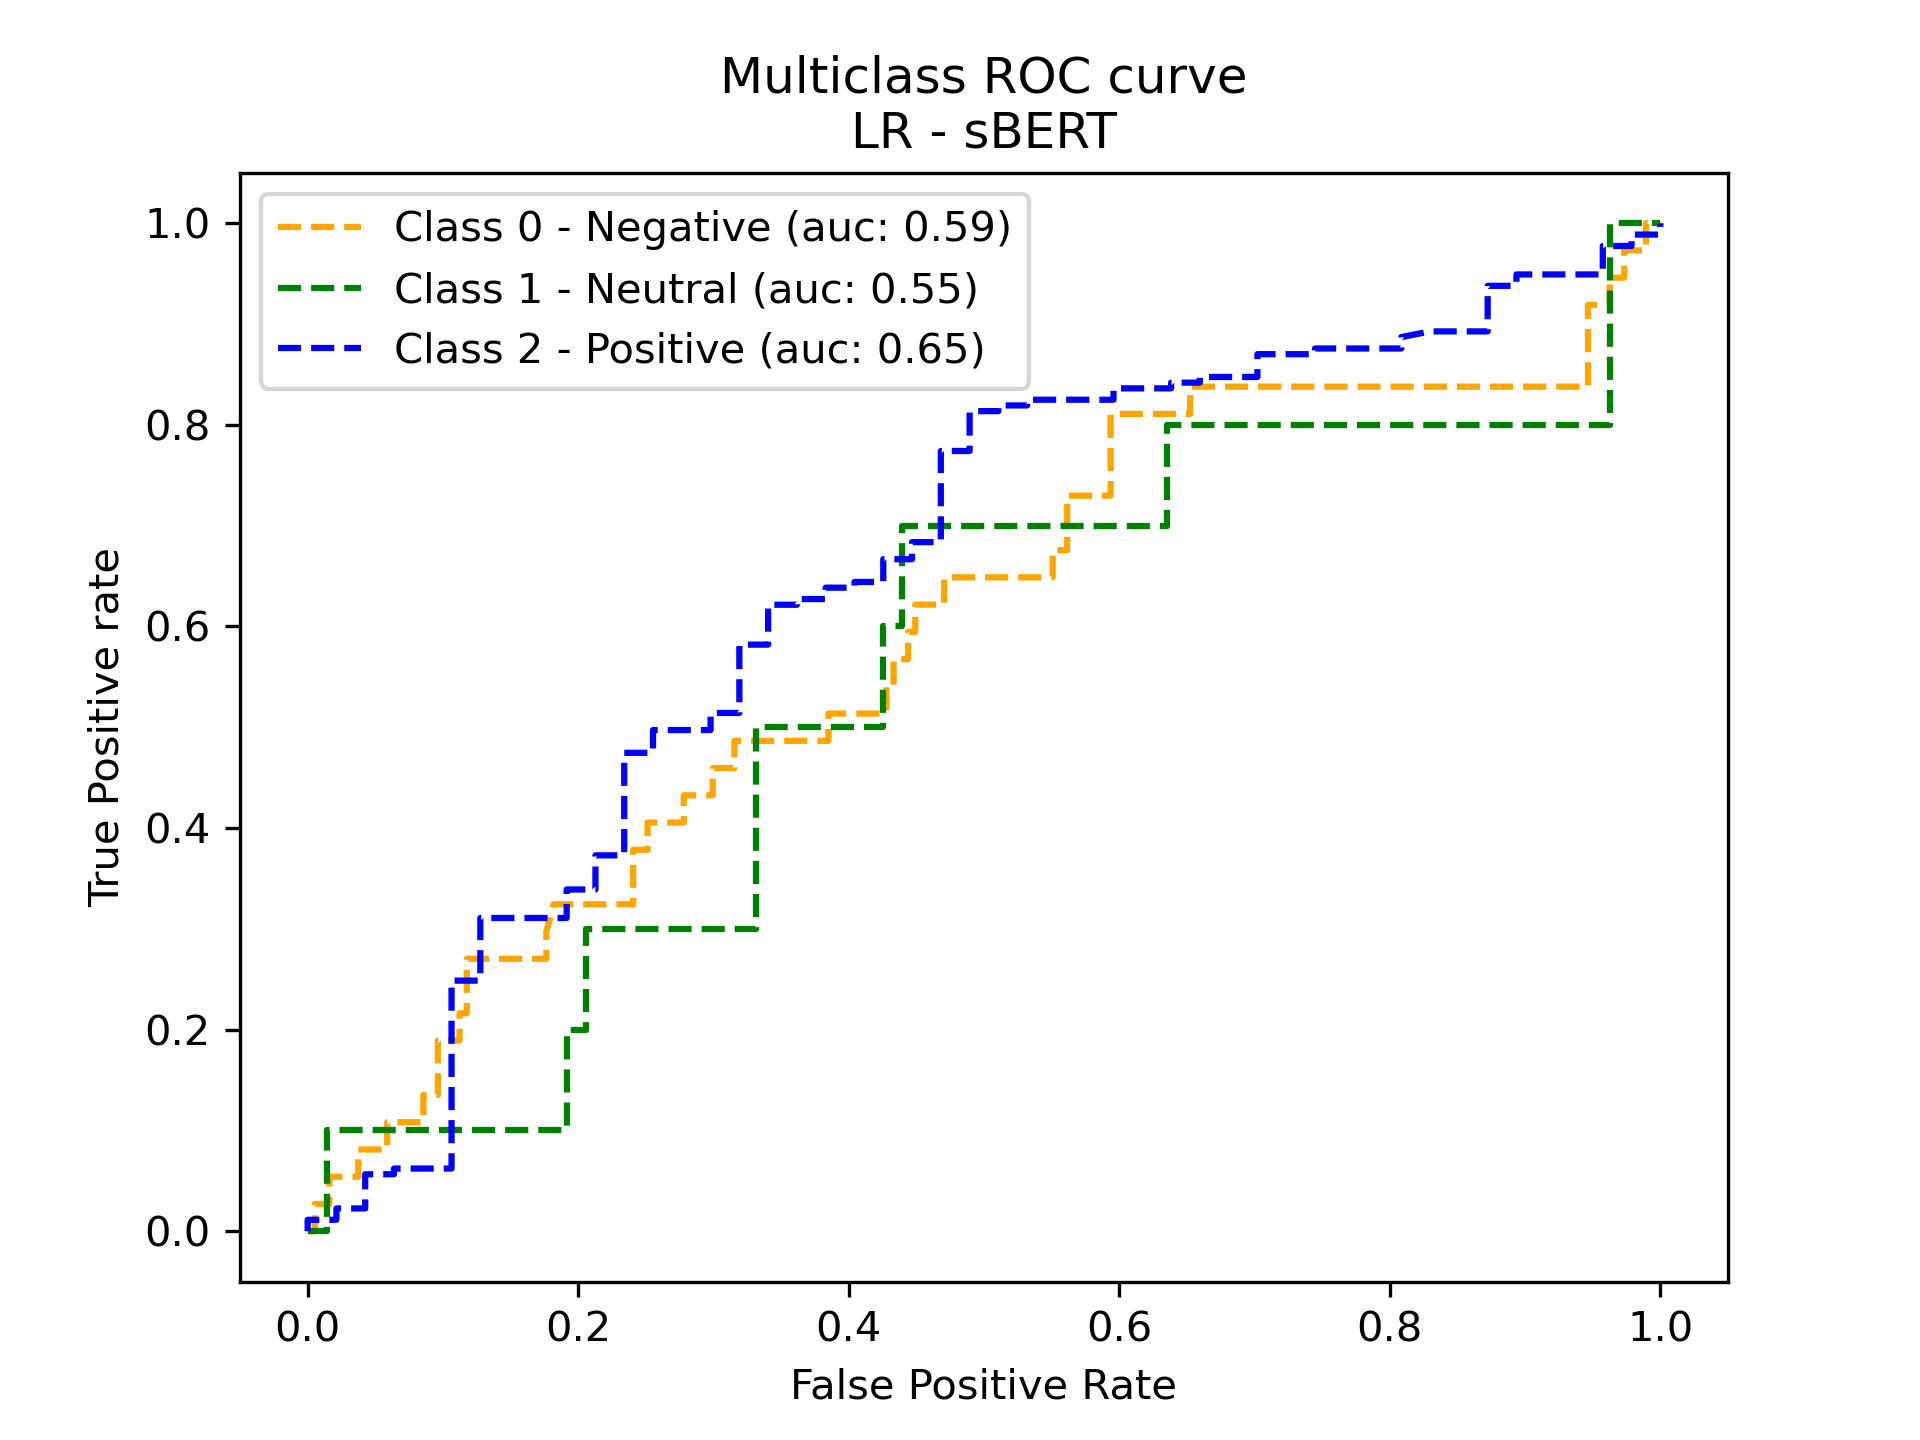 Multiclass ROC curve
LR - sBERT
Class 0 - Negative (auc: 0.59)
Class 1 - Neutral (auc: 0.55)
Class 2 - Positive (auc: 0.65)
1.0
0.8
0.6
0.4
0.2
0.0
True Positive rate
0.0 0.2 0.4 0.6 0.8 1.0
False Positive Rate